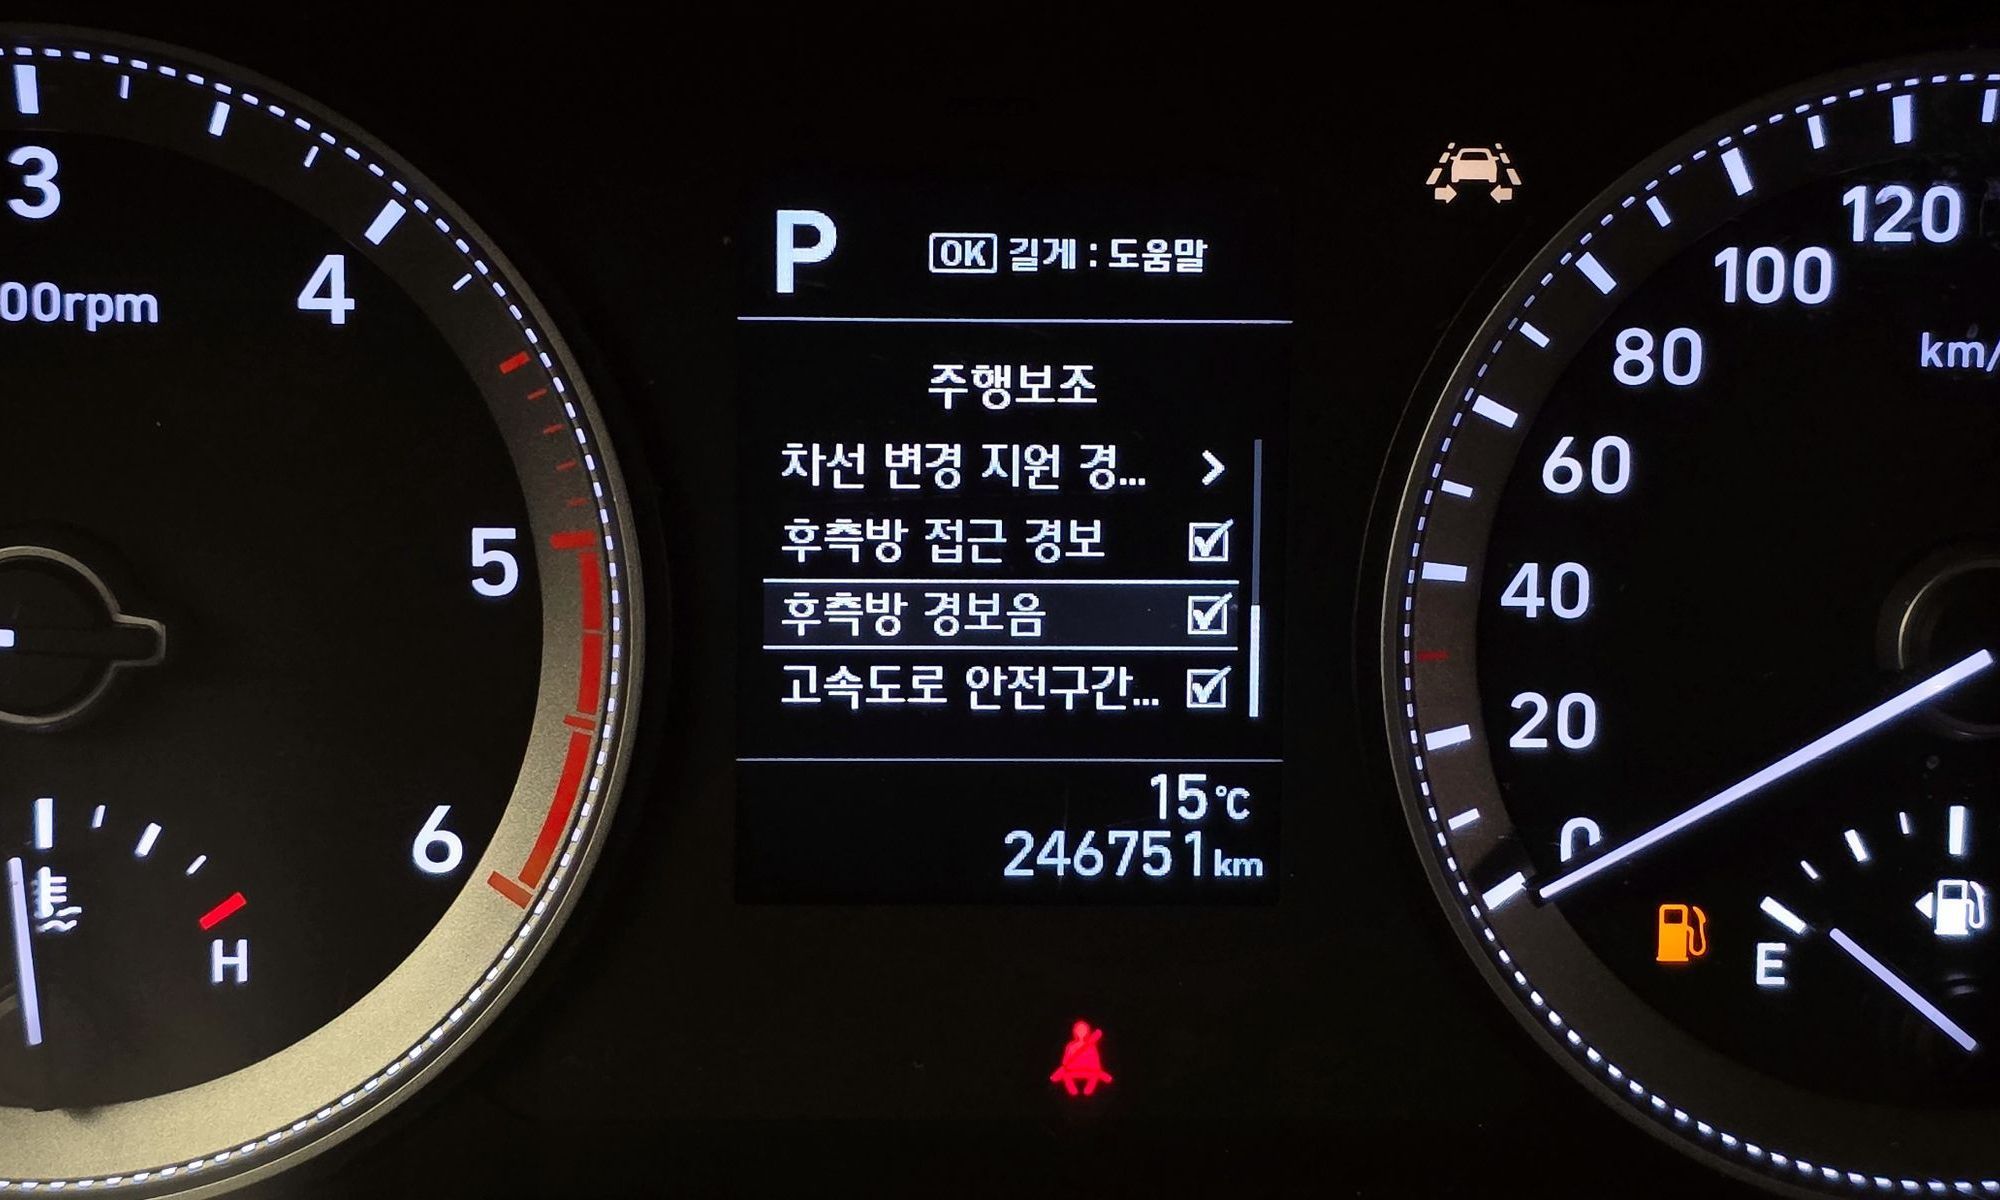 3
4
00rpm
5
6
H
P OK 길게 : 도움말
주행보조
차선 변경 지원 경... >
후측방 접근 경보
후측방 경보음
고속도로 안전구간...
15℃
246751km
120
100
80
km/
60
40
20
0
E